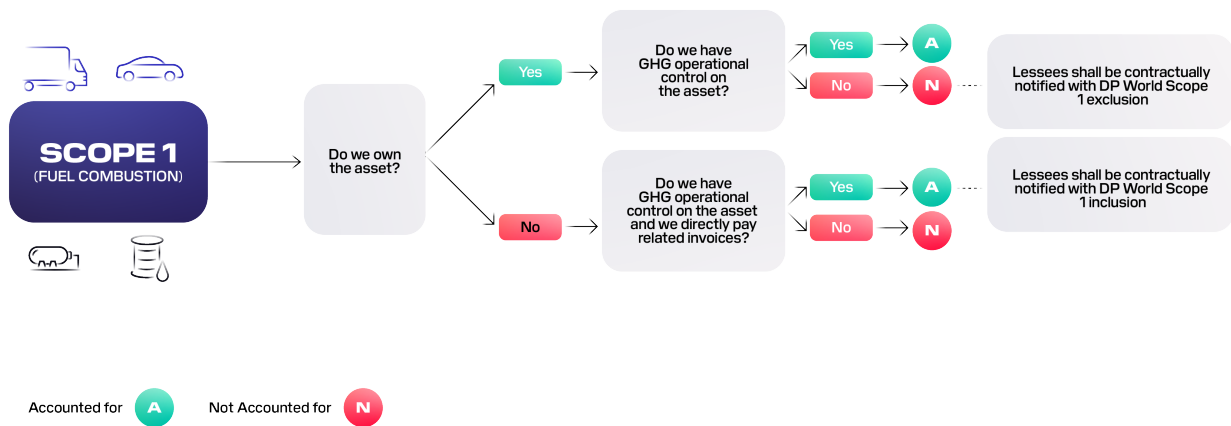 SCOPE 1
(FUEL COMBUSTION)
Do we own
the asset?
Yes
Do we have
GHG operational
control on
the asset?
Yes
A
No
N
Lessees shall be contractually
notified with DP World Scope
1 exclusion
No
Do we have
GHG operational
control on the asset
and we directly pay
related invoices?
Yes
A
No
N
Lessees shall be contractually
notified with DP World Scope
1 inclusion
Accounted for
A
Not Accounted for
N